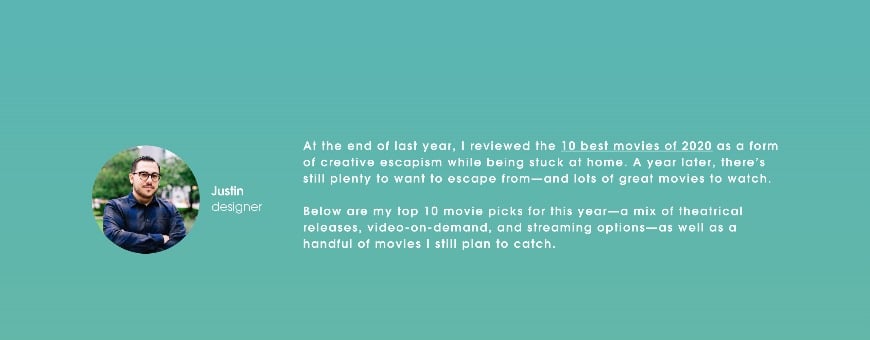 Justin
designer
At the end of last year, I reviewed the 10 best movies of 2020 as a form
of creative escapism while being stuck at home. A year later, there's
still plenty to want to escape from—and lots of great movies to watch.
Below are my top 10 movie picks for this year—a mix of theatrical
releases, video-on-demand, and streaming options—as well as a
handful of movies I still plan to catch.